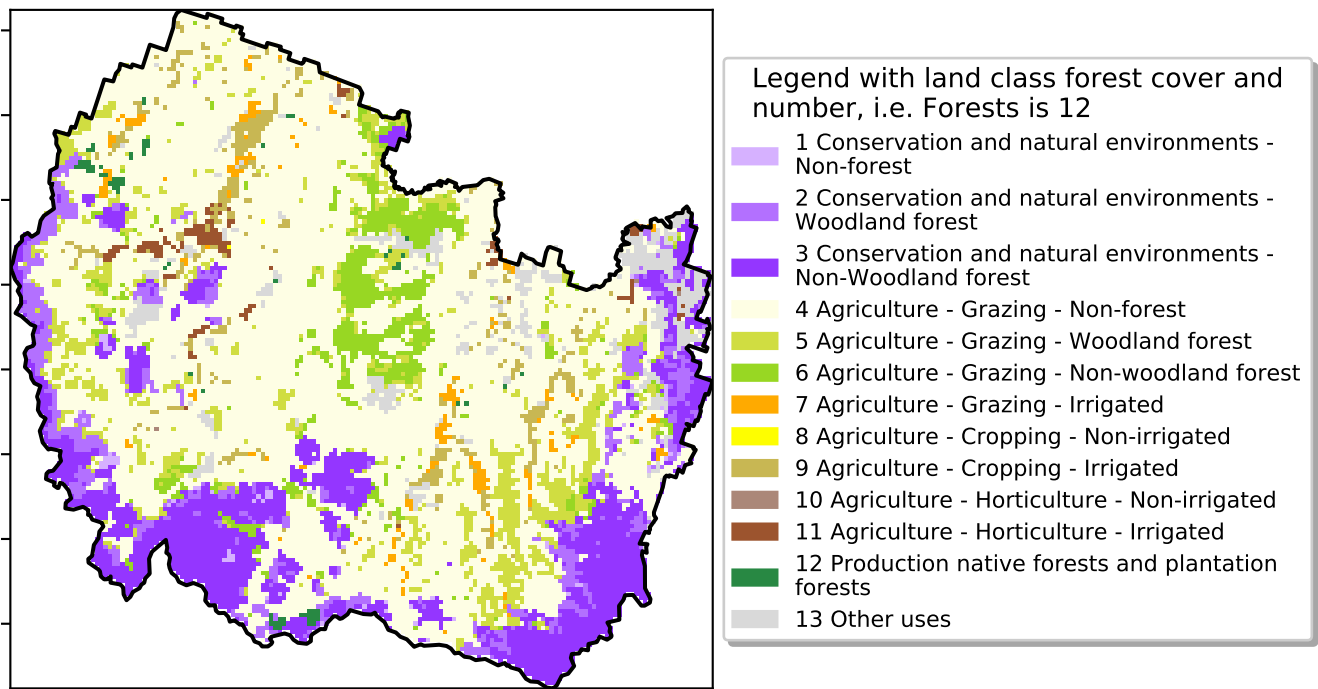 Legend with land class forest cover and
number, i.e. Forests is 12
1 Conservation and natural environments -
Non-forest
2 Conservation and natural environments -
Woodland forest
3 Conservation and natural environments -
Non-Woodland forest
4 Agriculture - Grazing - Non-forest
5 Agriculture - Grazing - Woodland forest
6 Agriculture - Grazing - Non-woodland forest
7 Agriculture - Grazing - Irrigated
8 Agriculture - Cropping - Non-irrigated
9 Agriculture - Cropping - Irrigated
10 Agriculture - Horticulture - Non-irrigated
11 Agriculture - Horticulture - Irrigated
12 Production native forests and plantation
forests
13 Other uses